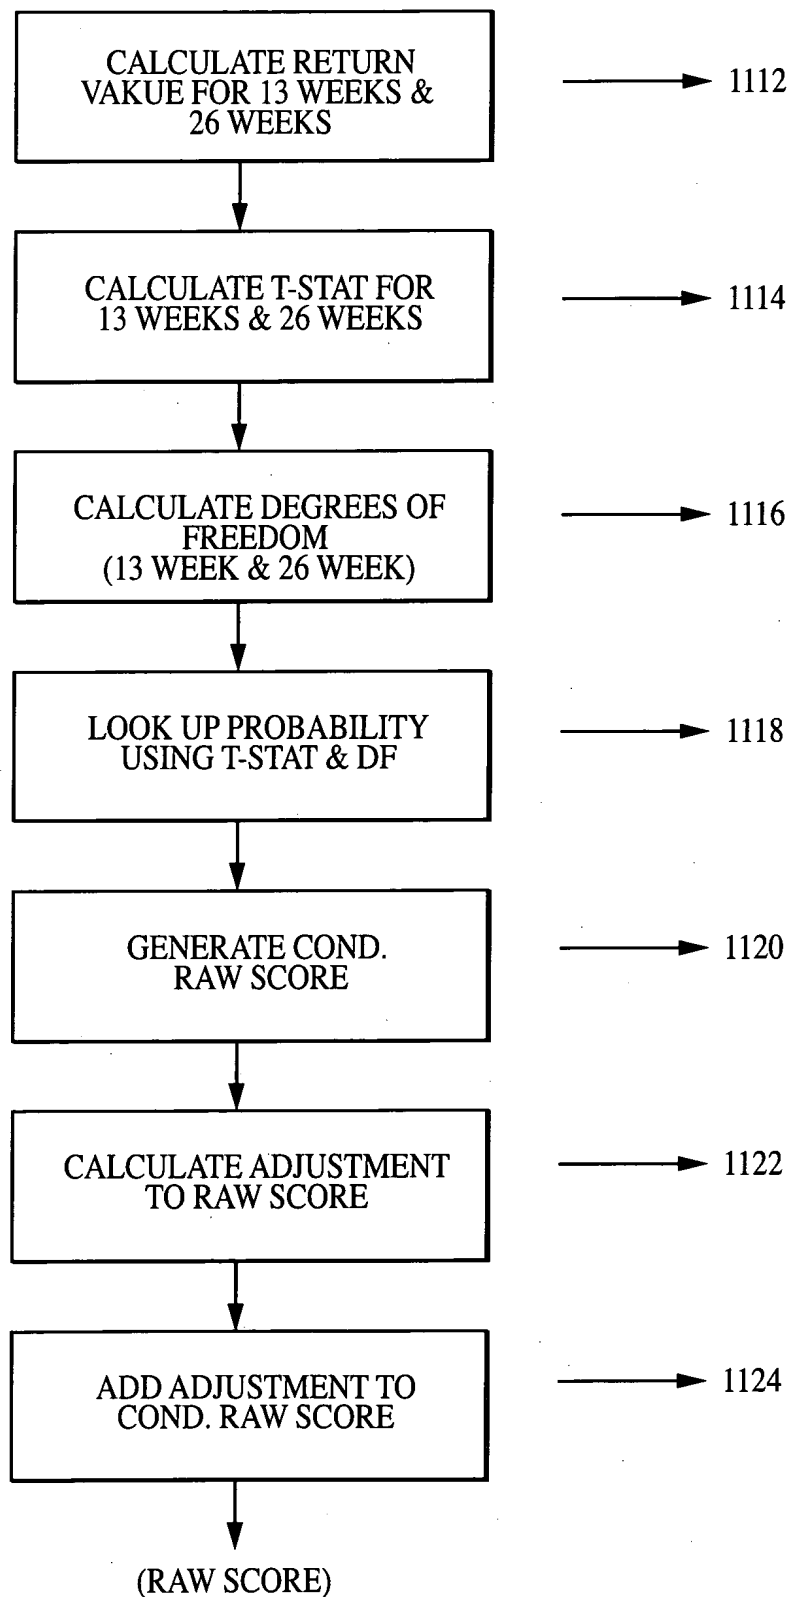 CALCULATE RETURN
VAKUE FOR 13 WEEKS &
26 WEEKS
1112
CALCULATE T-STAT FOR
13 WEEKS & 26 WEEKS
1114
CALCULATE DEGREES OF
FREEDOM
(13 WEEK & 26 WEEK)
1116
LOOK UP PROBABILITY
USING T-STAT & DF
1118
GENERATE COND.
RAW SCORE
1120
CALCULATE ADJUSTMENT
TO RAW SCORE
1122
ADD ADJUSTMENT TO
COND. RAW SCORE
1124
(RAW SCORE)